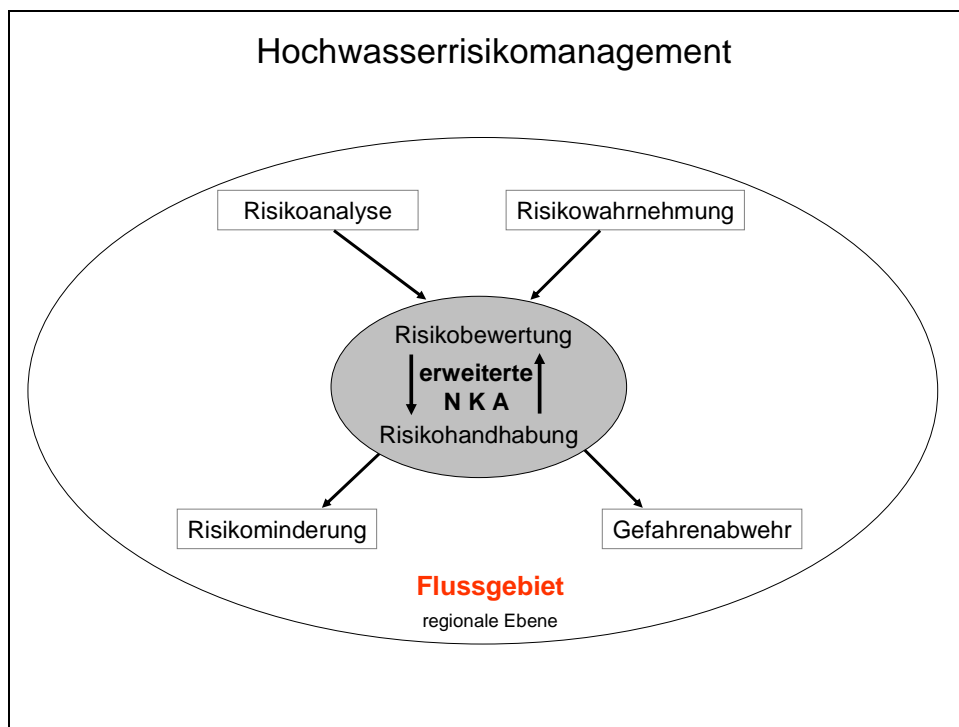 Hochwasserrisikomanagement
Risikoanalyse
Risikowahrnehmung
Risikobewertung
erweiterte
N K A
Risikohandhabung
Risikominderung
Gefahrenabwehr
Flussgebiet
regionale Ebene